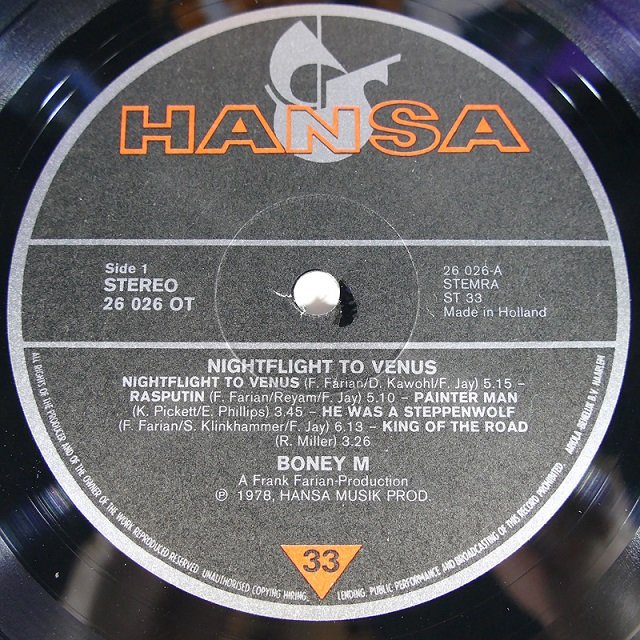 HANSA
Side 1
STEREO
26 026 OT
26 026-A
STEMRA
ST 33
Made in Holland
NIGHTFLIGHT TO VENUS
NIGHTFLIGHT TO VENUS (F. Farian/D. Kawohl/F. Jay) 5.15 –
RASPUTIN (F. Farian/Reyam/F. Jay) 5.10 – PAINTER MAN
(K. Pickett/E. Phillips) 3.45 – HE WAS A STEPPENWOLF
(F. Farian/S. Klinkhammer/F. Jay) 6.13 – KING OF THE ROAD
(R. Miller) 3.26
BONEY M
A Frank Farian-Production
℗ 1978, HANSA MUSIK PROD.
33
ALL RIGHTS OF THE PRODUCER AND OF THE OWNER OF THE WORK REPRODUCED RESERVED. UNAUTHORISED COPYING HIRING. LENDING. PUBLIC PERFORMANCE AND BROADCASTING OF THIS RECORD PROHIBITED. ARIOLA-BENELUX B.V. HAARLEM